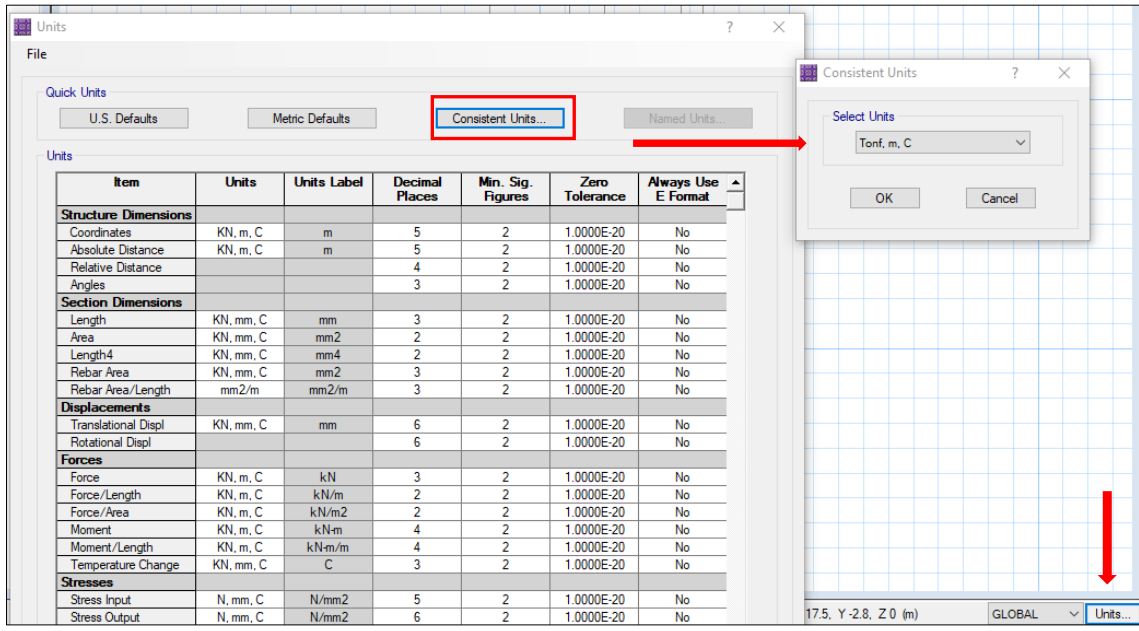 Units ? ×
File
Quick Units
U.S. Defaults Metric Defaults Consistent Units... Named Units...
Units
Item Units Units Label Decimal Places Min. Sig. Figures Zero Tolerance Always Use E Format
Structure Dimensions
Coordinates KN, m, C m 5 2 1.0000E-20 No
Absolute Distance KN, m, C m 5 2 1.0000E-20 No
Relative Distance 4 2 1.0000E-20 No
Angles 3 2 1.0000E-20 No
Section Dimensions
Length KN, mm, C mm 3 2 1.0000E-20 No
Area KN, mm, C mm2 2 2 1.0000E-20 No
Length4 KN, mm, C mm4 2 2 1.0000E-20 No
Rebar Area KN, mm, C mm2 3 2 1.0000E-20 No
Rebar Area/Length mm2/m mm2/m 3 2 1.0000E-20 No
Displacements
Translational Displ KN, mm, C mm 6 2 1.0000E-20 No
Rotational Displ 6 2 1.0000E-20 No
Forces
Force KN, m, C kN 3 2 1.0000E-20 No
Force/Length KN, m, C kN/m 2 2 1.0000E-20 No
Force/Area KN, m, C kN/m2 2 2 1.0000E-20 No
Moment KN, m, C kN-m 4 2 1.0000E-20 No
Moment/Length KN, m, C kN-m/m 4 2 1.0000E-20 No
Temperature Change KN, mm, C C 3 2 1.0000E-20 No
Stresses
Stress Input N, mm, C N/mm2 5 2 1.0000E-20 No
Stress Output N, mm, C N/mm2 6 2 1.0000E-20 No
Consistent Units ? ×
Select Units
Tonf, m, C
OK Cancel
17.5, Y -2.8, Z 0 (m) GLOBAL Units...